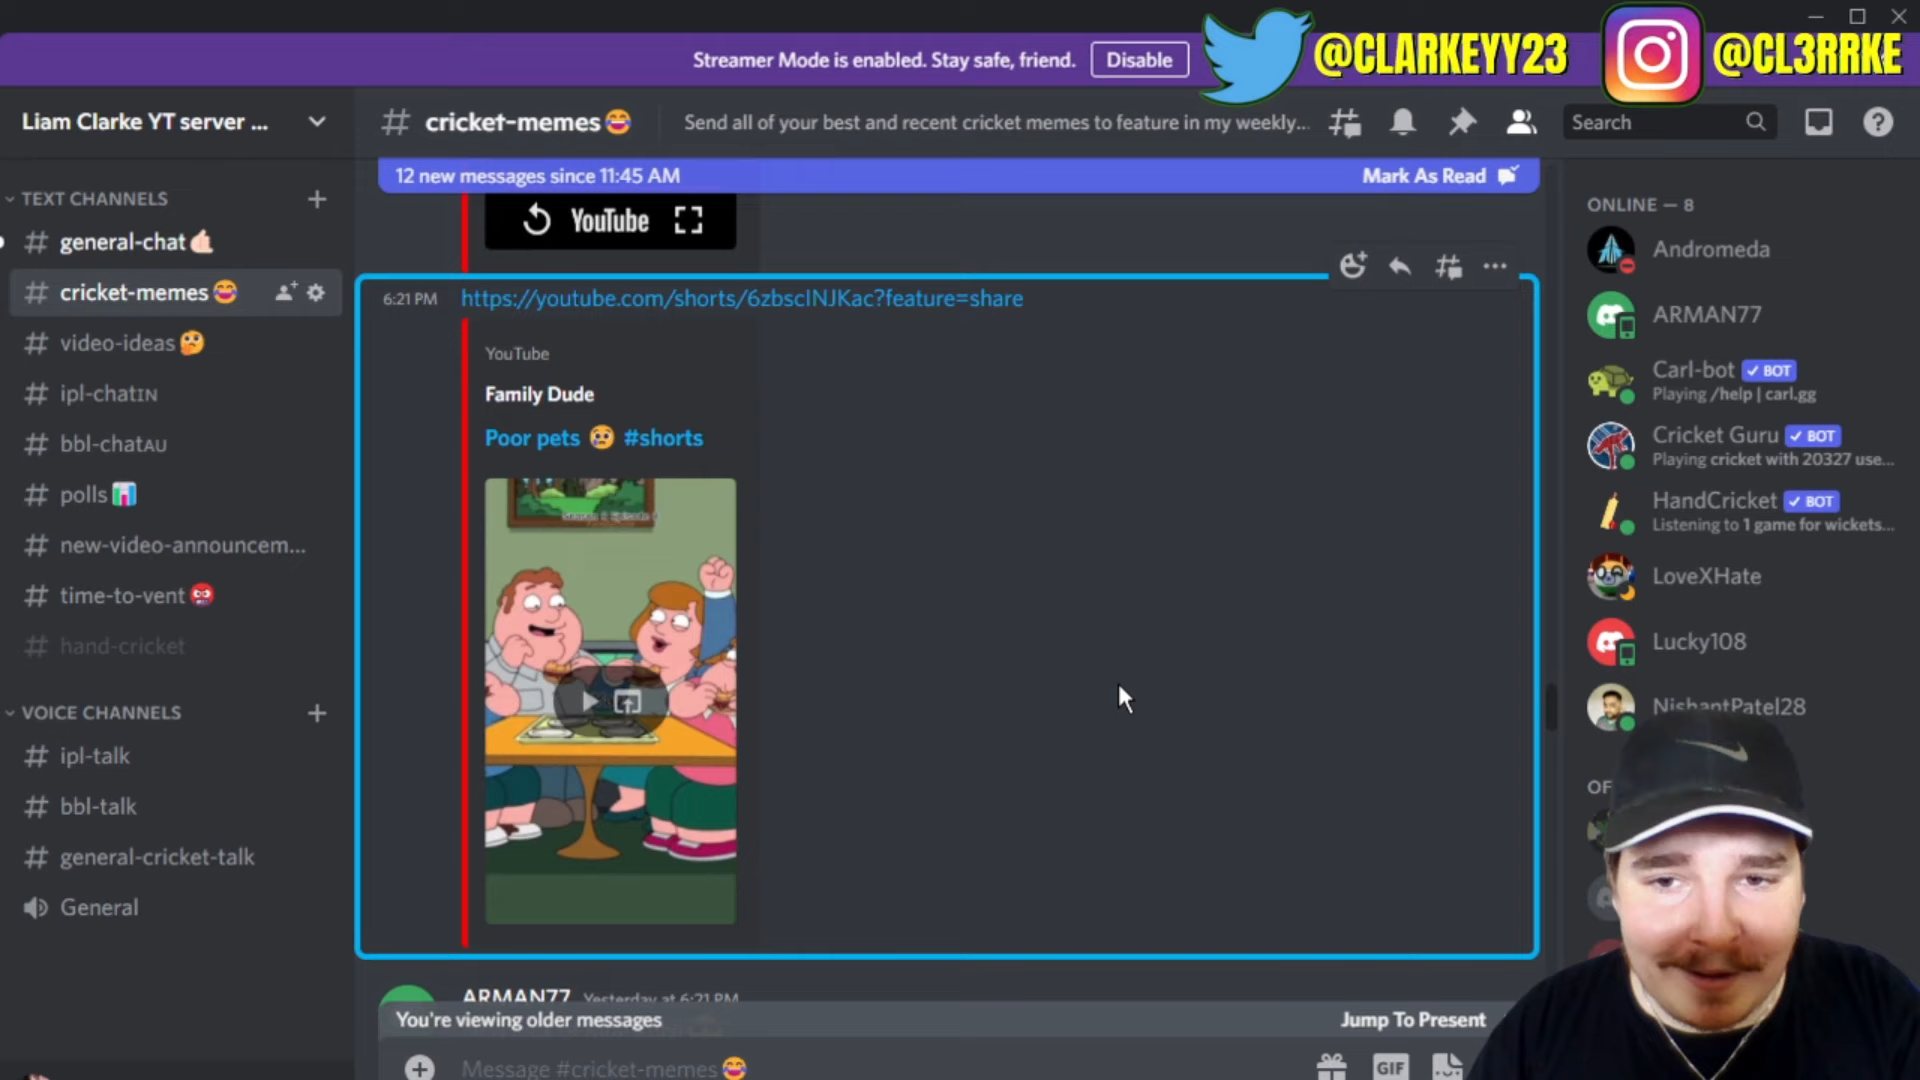 Streamer Mode is enabled. Stay safe, friend.
Disable
@CLARKEYY23
@CL3RRKE
Liam Clarke YT server ...
cricket-memes😂
Send all of your best and recent cricket memes to feature in my weekly...
Search
12 new messages since 11:45 AM
Mark As Read
TEXT CHANNELS
general-chat🤙🏻
cricket-memes😂
video-ideas🤔
ipl-chatIN
bbl-chatAU
polls📊
new-video-announcem...
time-to-vent🤬
hand-cricket
VOICE CHANNELS
ipl-talk
bbl-talk
general-cricket-talk
General
YouTube
6:21 PM https://youtube.com/shorts/6zbscINJKac?feature=share
YouTube
Family Dude
Poor pets 😢 #shorts
ARMAN77 Yesterday at 6:21 PM
You're viewing older messages
Jump To Present
Message #cricket-memes😂
GIF
ONLINE — 8
Andromeda
ARMAN77
Carl-bot ✓ BOT
Playing /help | carl.gg
Cricket Guru ✓ BOT
Playing cricket with 20327 use...
HandCricket ✓ BOT
Listening to 1 game for wickets...
LoveXHate
Lucky108
NishantPatel28